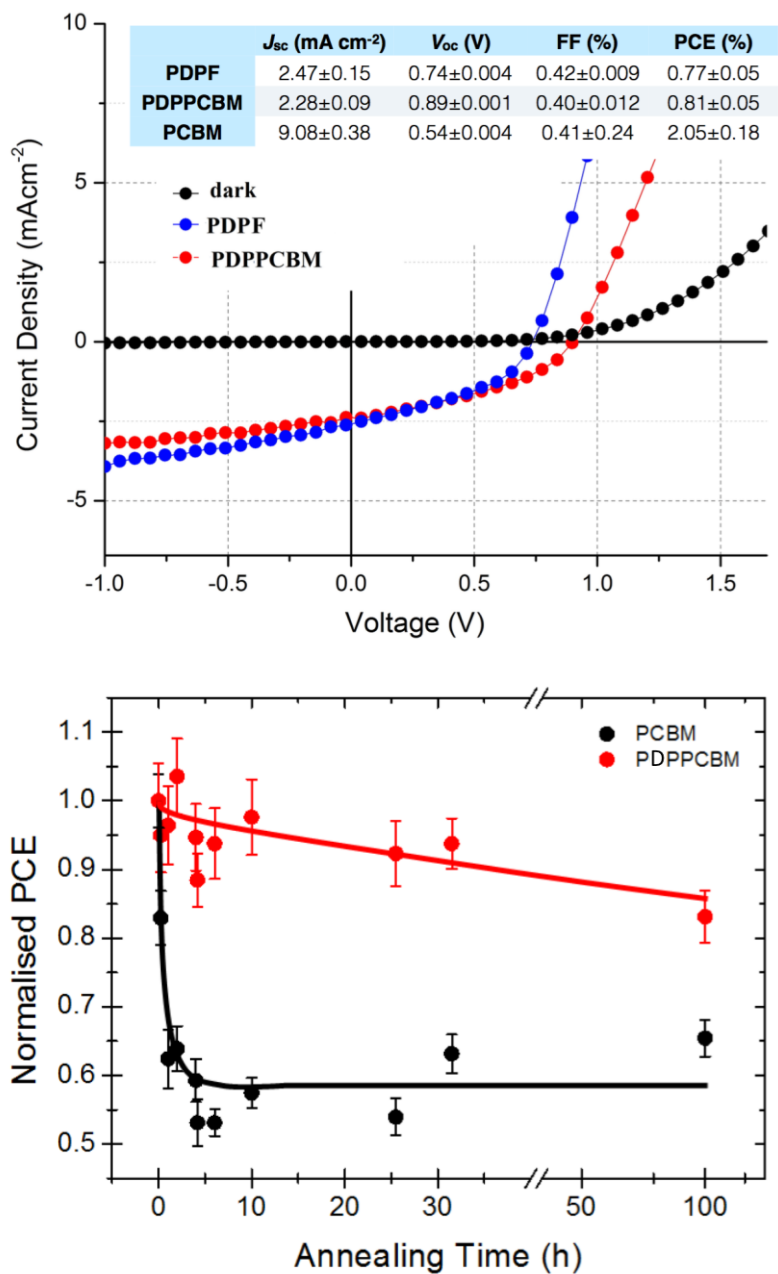 Jsc (mA cm-2) Voc (V) FF (%) PCE (%)
PDPF 2.47±0.15 0.74±0.004 0.42±0.009 0.77±0.05
PDPPCBM 2.28±0.09 0.89±0.001 0.40±0.012 0.81±0.05
PCBM 9.08±0.38 0.54±0.004 0.41±0.24 2.05±0.18
10
5
0
-5
Current Density (mAcm-2)
dark
PDPF
PDPPCBM
-1.0 -0.5 0.0 0.5 1.0 1.5
Voltage (V)
PCBM
PDPPCBM
1.1
1.0
0.9
0.8
0.7
0.6
0.5
Normalised PCE
0 10 20 30 50 100
Annealing Time (h)